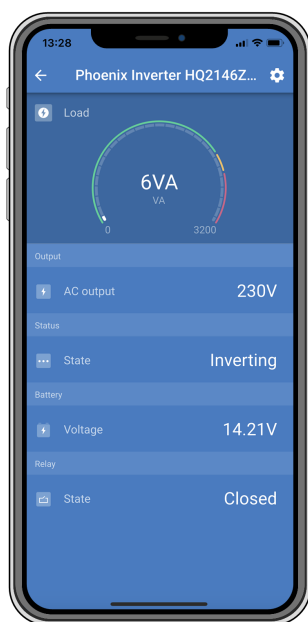 13:28
Phoenix Inverter HQ2146Z...
Load
6VA
VA
0 3200
Output
AC output 230V
Status
State Inverting
Battery
Voltage 14.21V
Relay
State Closed